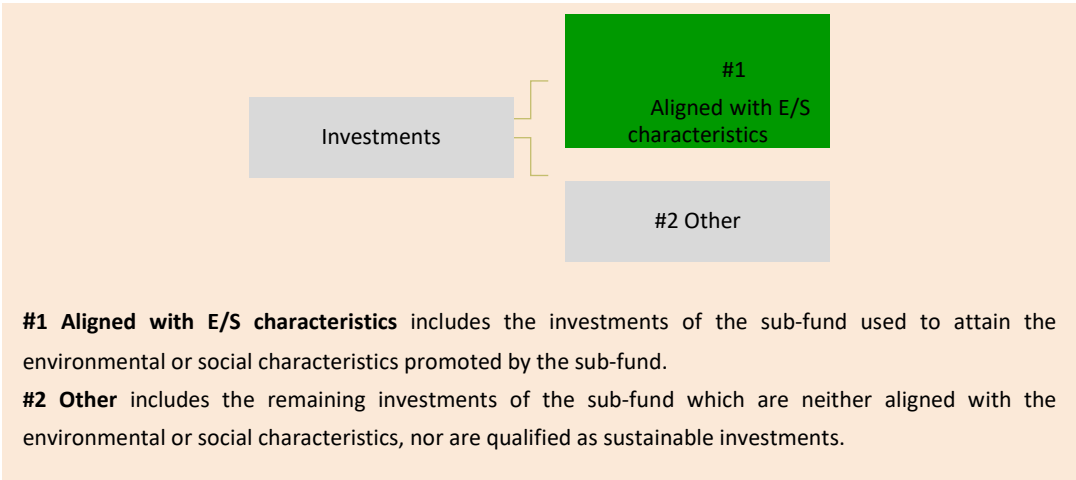 #1
Aligned with E/S
characteristics
Investments
#2 Other
#1 Aligned with E/S characteristics includes the investments of the sub-fund used to attain the
environmental or social characteristics promoted by the sub-fund.
#2 Other includes the remaining investments of the sub-fund which are neither aligned with the
environmental or social characteristics, nor are qualified as sustainable investments.